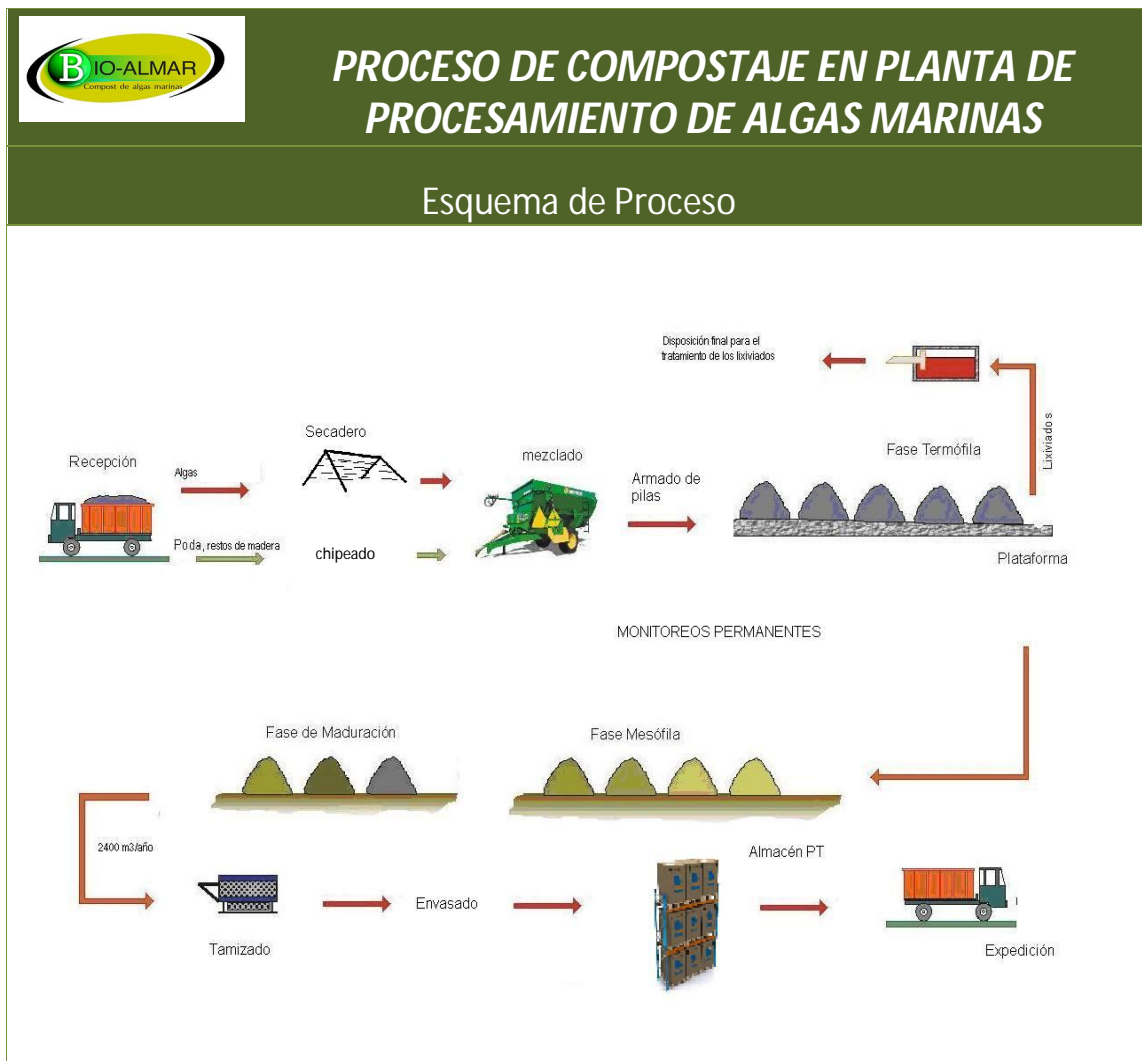 BIO-ALMAR
Compost de algas marinas
PROCESO DE COMPOSTAJE EN PLANTA DE
PROCESAMIENTO DE ALGAS MARINAS
Esquema de Proceso
Disposición final para el
tratamiento de los lixiviados
Lixiviados
Recepción
Algas
Secadero
mezclado
Armado de
pilas
Fase Termófila
Poda, restos de madera
chipeado
Plataforma
MONITOREOS PERMANENTES
Fase de Maduración
Fase Mesófila
2400 m3/año
Almacén PT
Envasado
Tamizado
Expedición